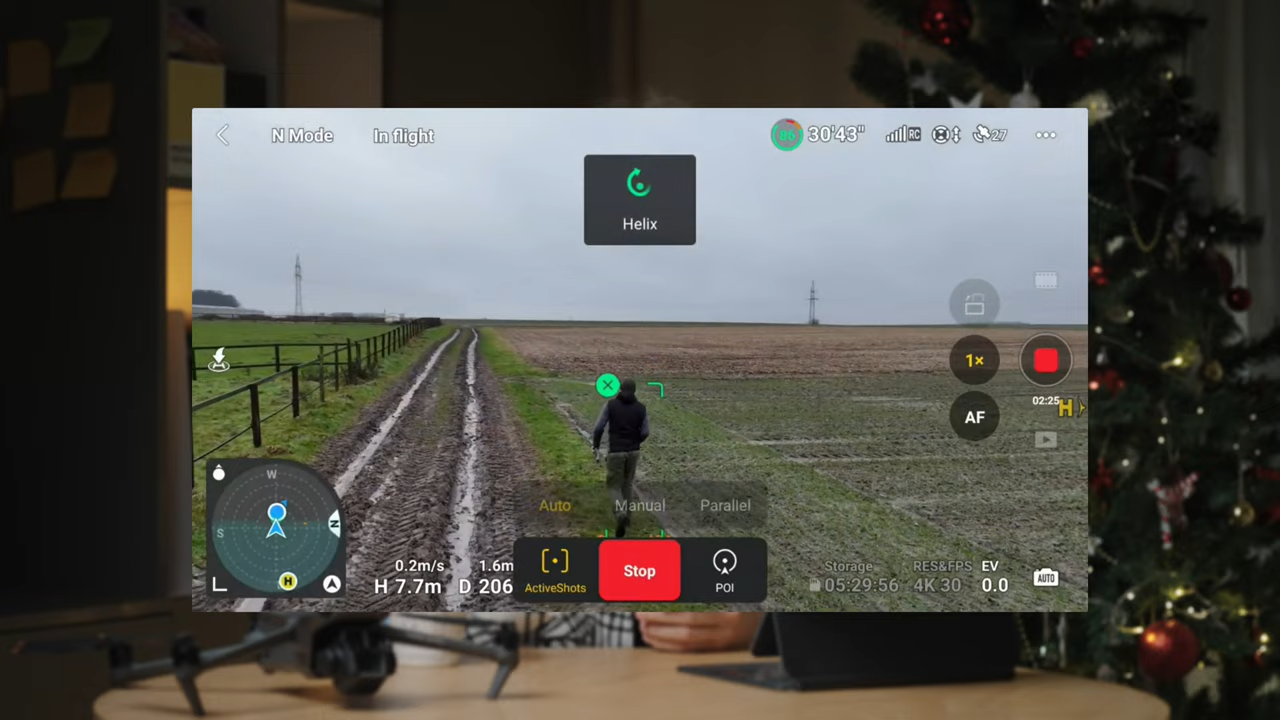 N Mode
In flight
86
30'43"
RC
27
Helix
1×
AF
02:25
H
W
N
S
H
Auto
Manual
Parallel
0.2m/s
1.6m
H 7.7m
D 206
ActiveShots
Stop
POI
Storage
05:29:56
RES&FPS
4K 30
EV
0.0
AUTO